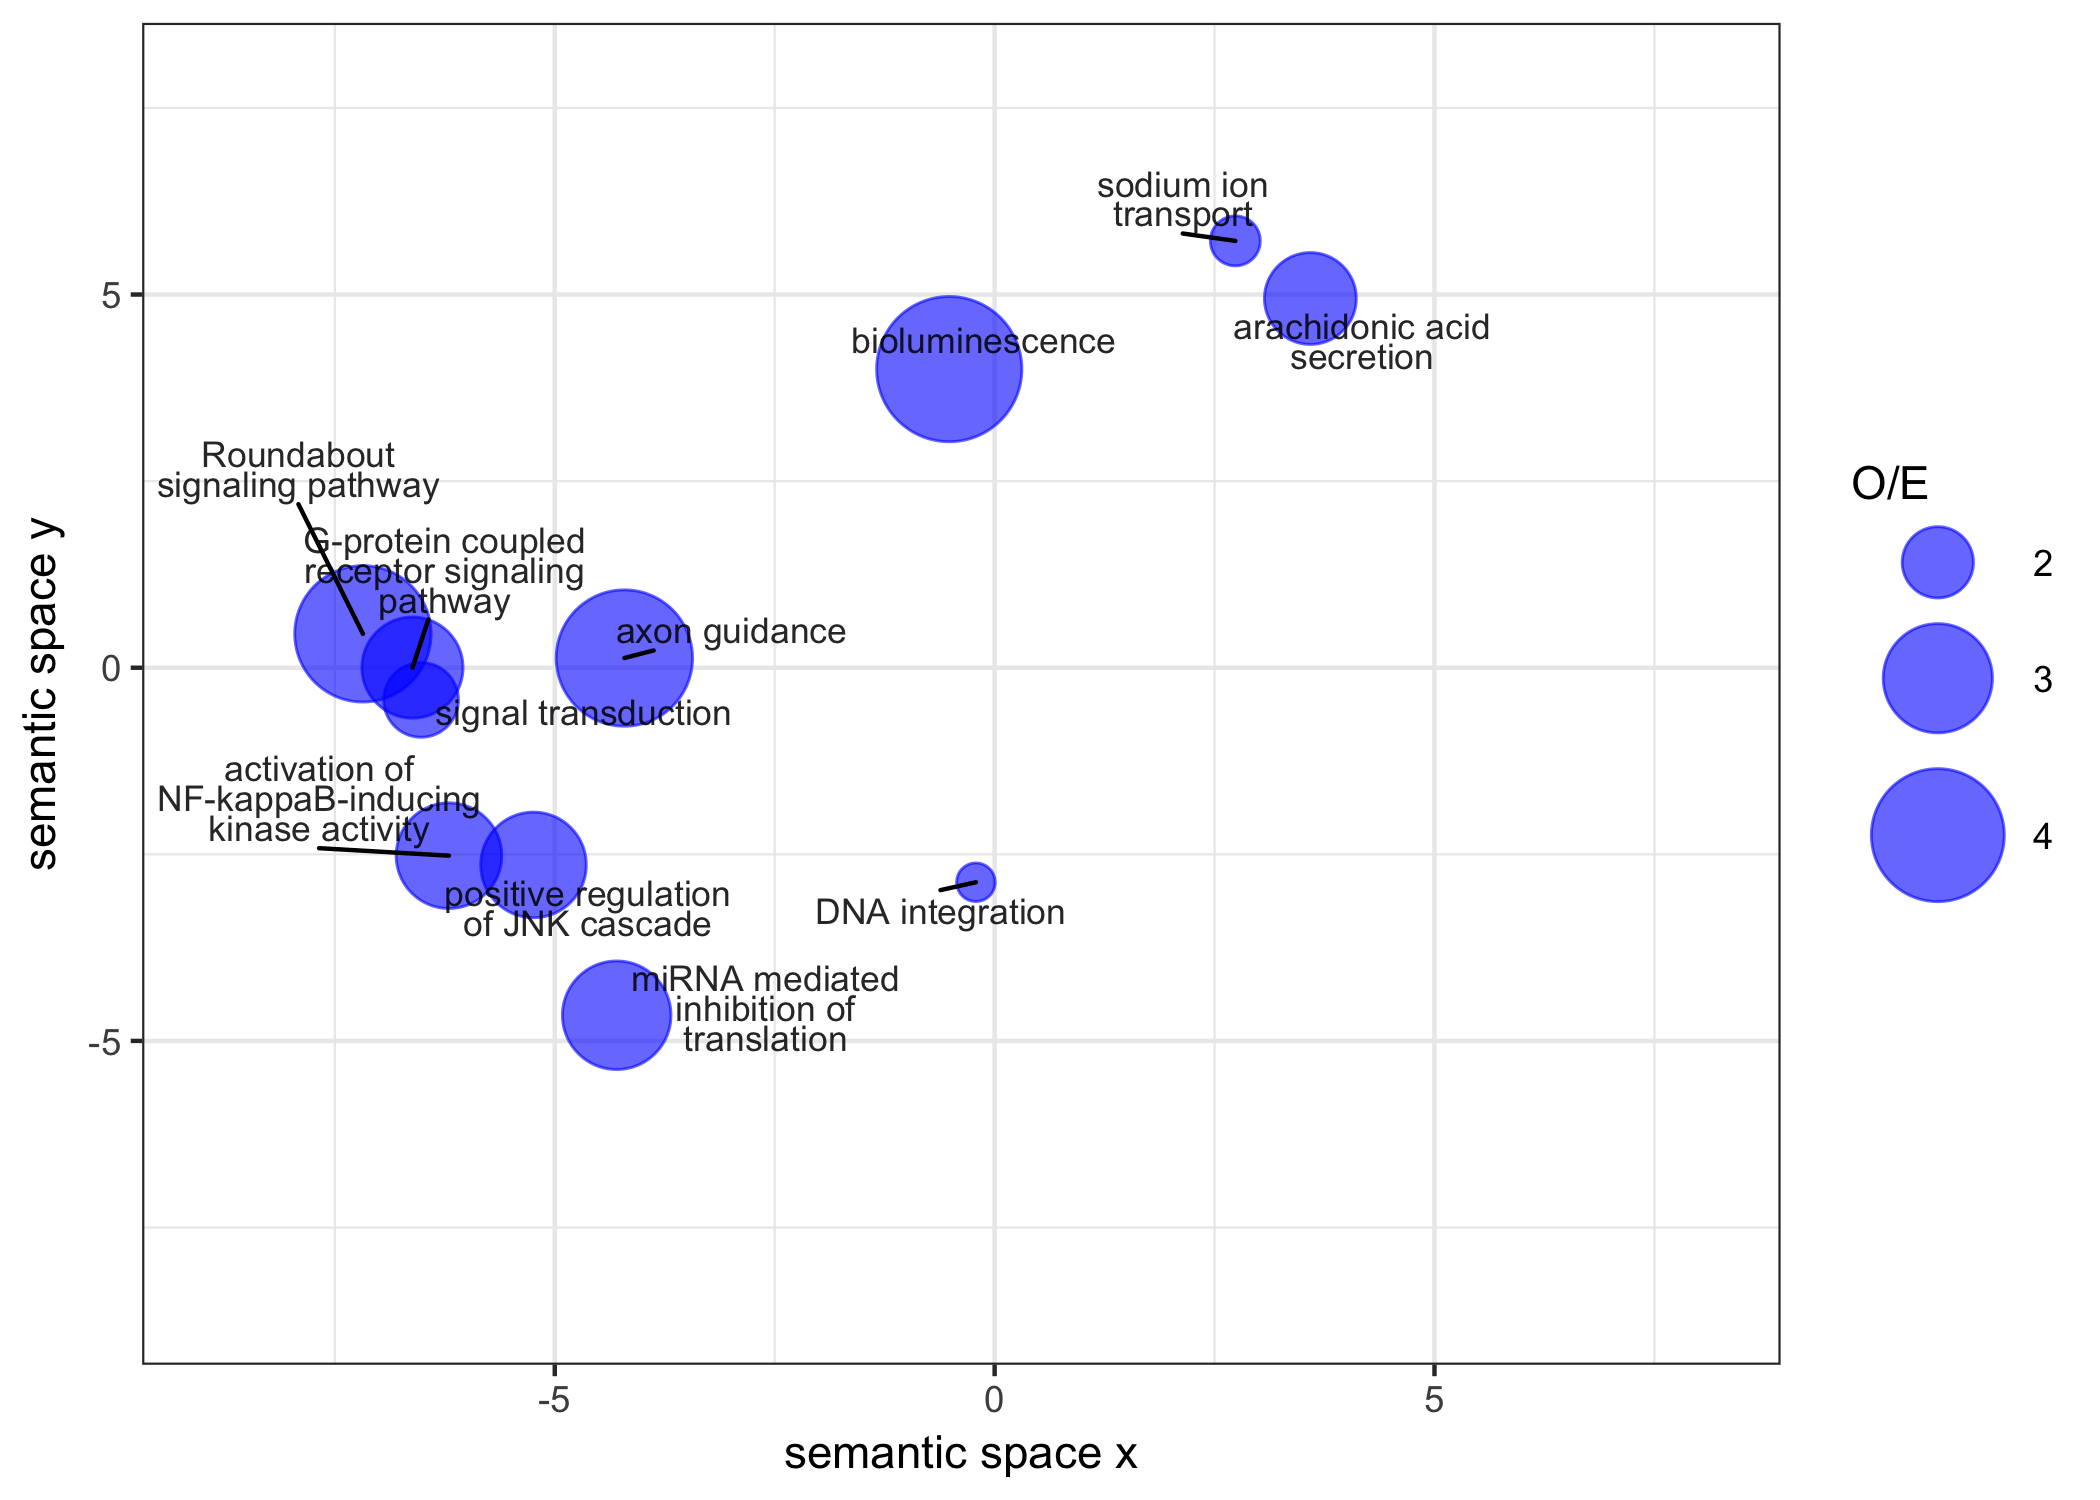 sodium ion
transport
arachidonic acid
secretion
bioluminescence
Roundabout
signaling pathway
G-protein coupled
receptor signaling
pathway
axon guidance
signal transduction
activation of
NF-kappaB-inducing
kinase activity
positive regulation
of JNK cascade
DNA integration
miRNA mediated
inhibition of
translation
5
0
-5
semantic space y
-5
0
5
semantic space x
O/E
2
3
4